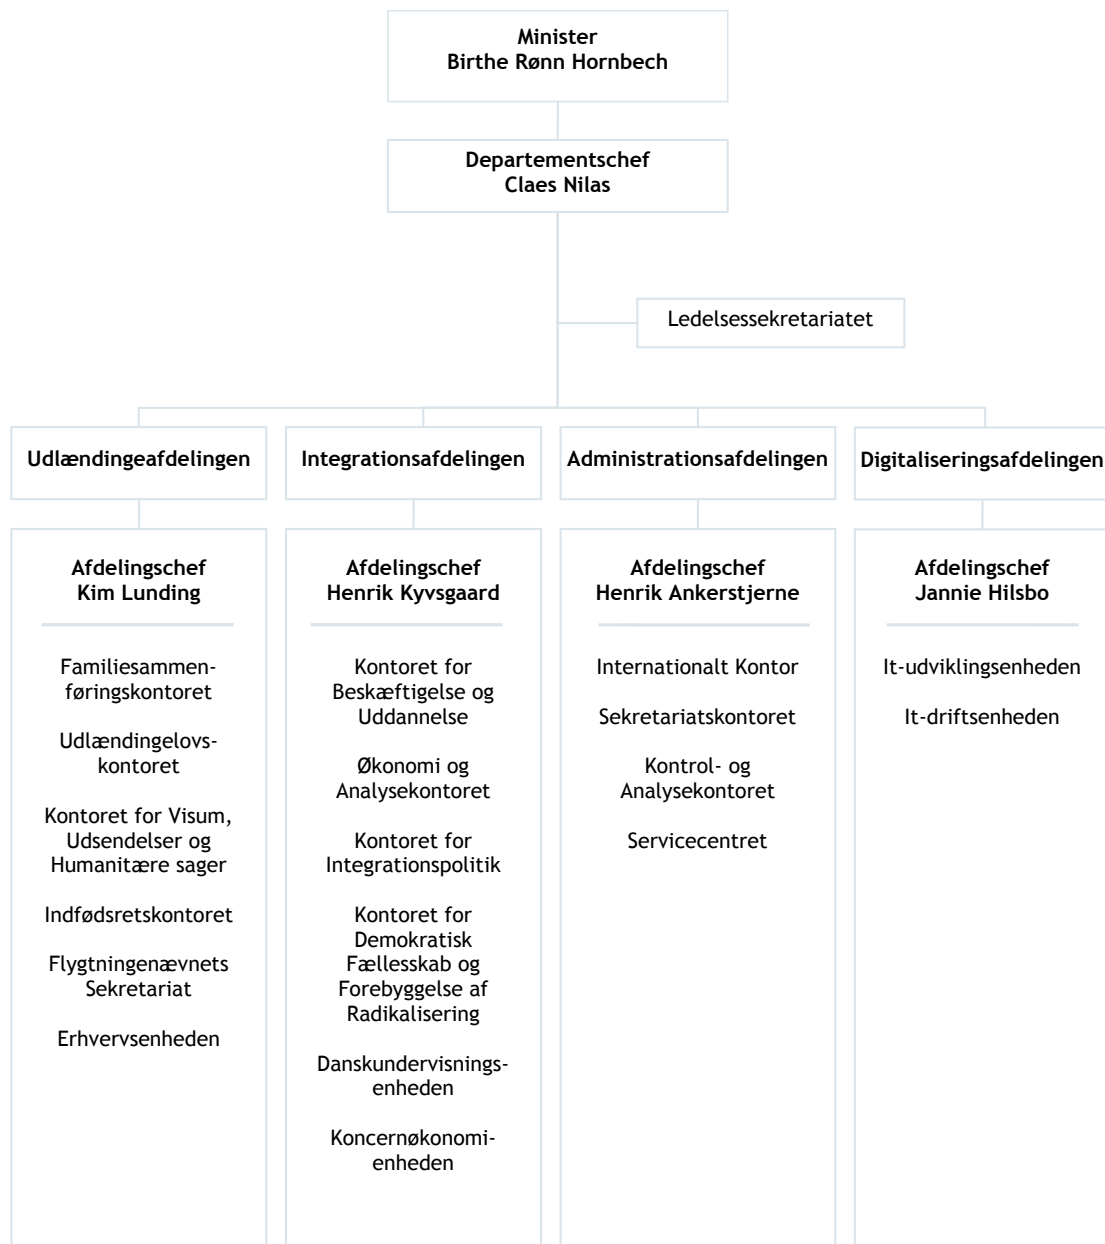 Minister
Birthe Rønn Hornbech
Departementschef
Claes Nilas
Ledelsessekretariatet
Udlændingeafdelingen
Integrationsafdelingen
Administrationsafdelingen
Digitaliseringsafdelingen
Afdelingschef
Kim Lunding
Familiesammen-
føringskontoret
Udlændingelovs-
kontoret
Kontoret for Visum,
Udsendelser og
Humanitære sager
Indfødsretskontoret
Flygtningenævnets
Sekretariat
Erhvervsenheden
Afdelingschef
Henrik Kyvsgaard
Kontoret for
Beskæftigelse og
Uddannelse
Økonomi og
Analysekontoret
Kontoret for
Integrationspolitik
Kontoret for
Demokratisk
Fællesskab og
Forebyggelse af
Radikalisering
Danskundervisnings-
enheden
Koncernøkonomi-
enheden
Afdelingschef
Henrik Ankerstjerne
Internationalt Kontor
Sekretariatskontoret
Kontrol- og
Analysekontoret
Servicecentret
Afdelingschef
Jannie Hilsbo
It-udviklingsenheden
It-driftsenheden